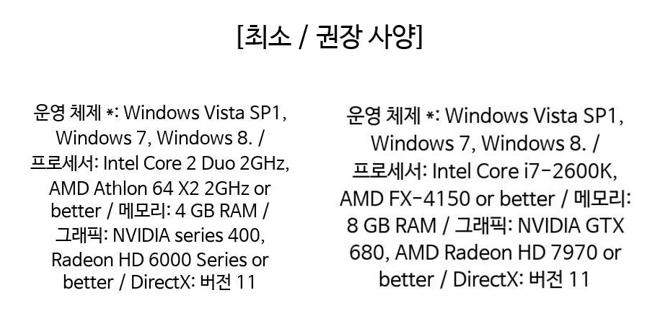 [최소 / 권장 사양]
운영 체제 *: Windows Vista SP1,
Windows 7, Windows 8. /
프로세서: Intel Core 2 Duo 2GHz,
AMD Athlon 64 X2 2GHz or
better / 메모리: 4 GB RAM /
그래픽: NVIDIA series 400,
Radeon HD 6000 Series or
better / DirectX: 버전 11
운영 체제 *: Windows Vista SP1,
Windows 7, Windows 8. /
프로세서: Intel Core i7-2600K,
AMD FX-4150 or better / 메모리:
8 GB RAM / 그래픽: NVIDIA GTX
680, AMD Radeon HD 7970 or
better / DirectX: 버전 11